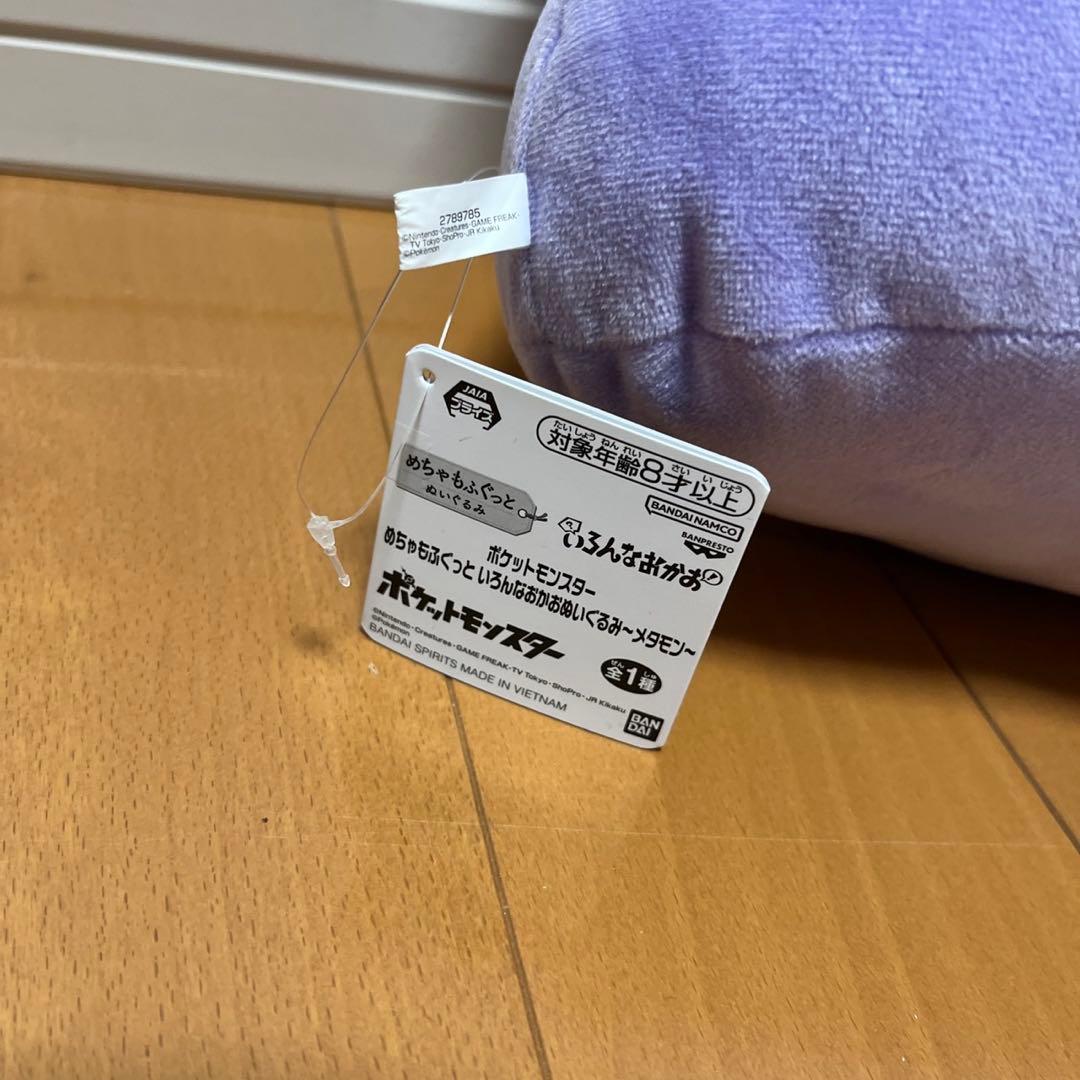 2789785
©Nintendo・Creatures・GAME FREAK・
TV Tokyo・ShoPro・JR Kikaku
©Pokémon
JAIA
プライズ
たいしょうねんれい さいいじょう
対象年齢8才以上
めちゃもふぐっと
ぬいぐるみ
BANDAI NAMCO
BANPRESTO
いろんなおかお
ポケットモンスター
めちゃもふぐっと いろんなおかおぬいぐるみ～メタモン～
ポケットモンスター
©Nintendo・Creatures・GAME FREAK・TV Tokyo・ShoPro・JR Kikaku
©Pokémon
ぜん しゅ
全1種
BANDAI SPIRITS MADE IN VIETNAM
BAN
DAI